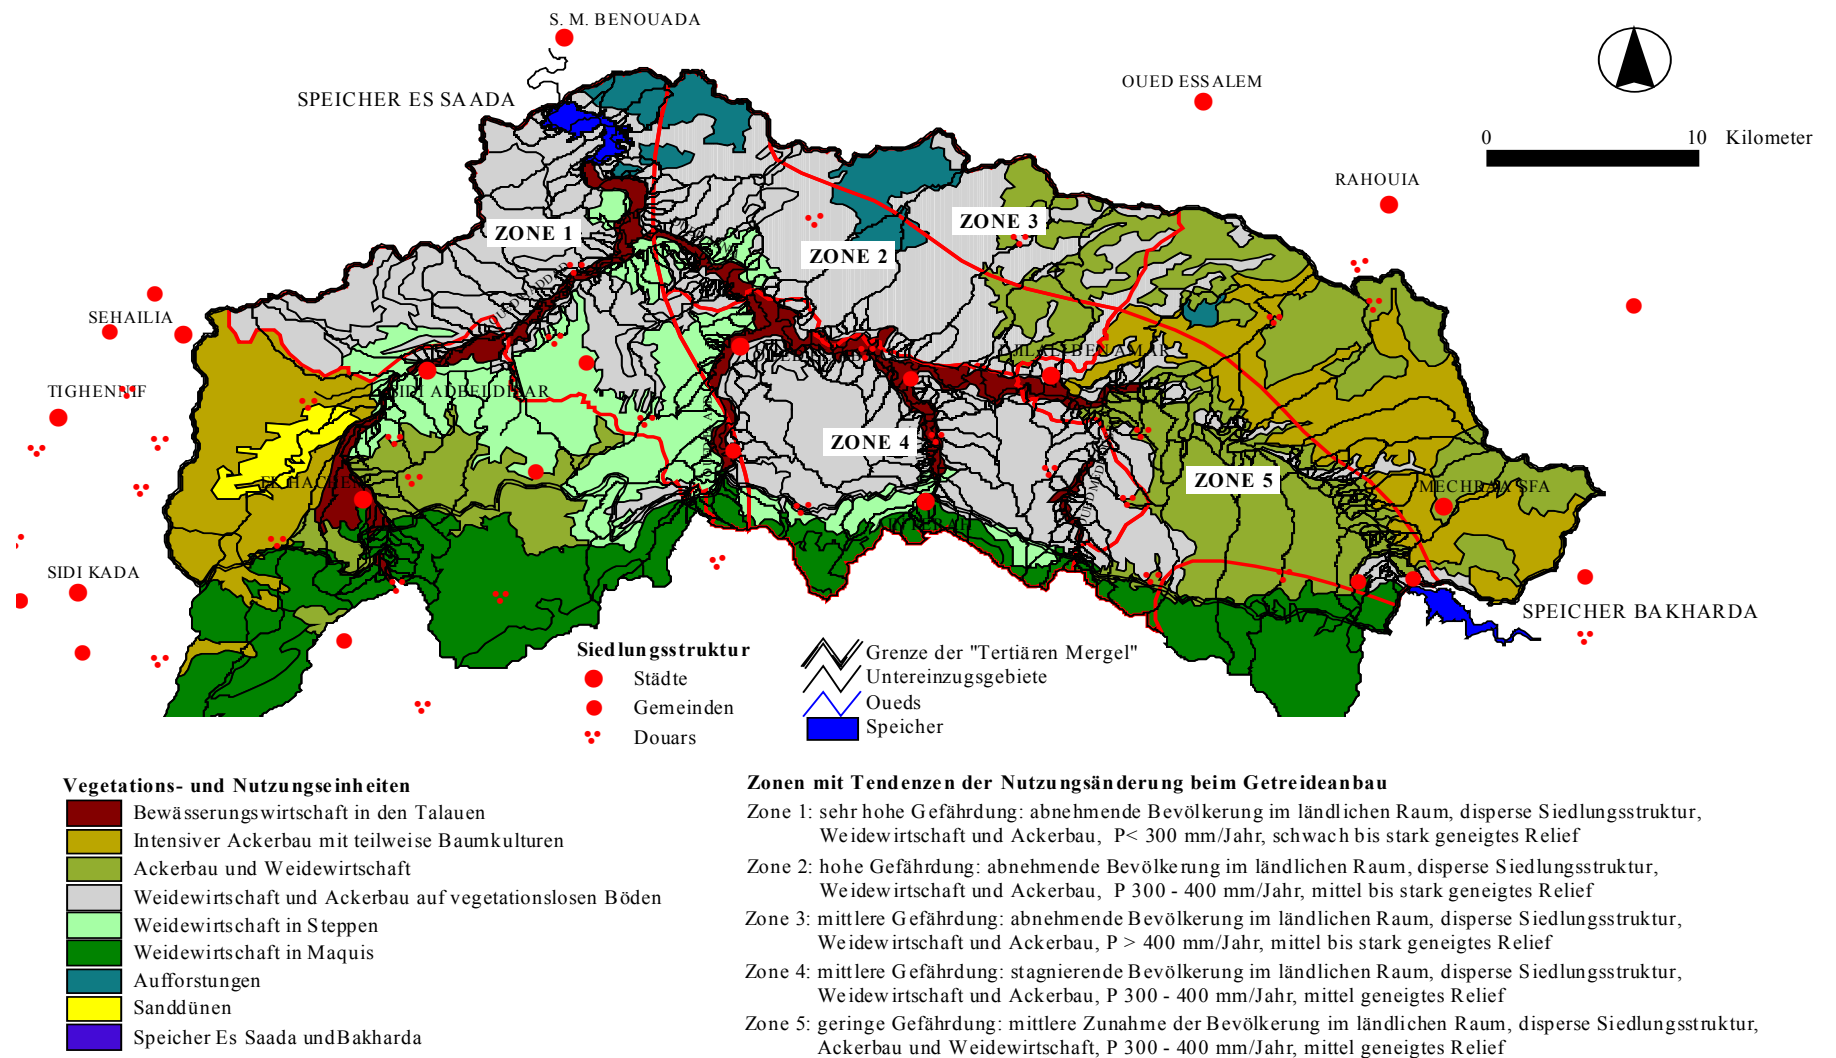 S. M. BENOUADA
SPEICHER ES SAADA
OUED ESSALEM
0 10 Kilometer
RAHOUIA
ZONE 1
ZONE 2
ZONE 3
SEHAILIA
DJILALI BEN AMAR
TIGHENNIF
SIDI ADBELDJBAR
ZONE 4
ZONE 5
MECHRAA SFA
SIDI KADA
SPEICHER BAKHARDA
Siedlungsstruktur
Städte
Gemeinden
Douars
Grenze der "Tertiären Mergel"
Untereinzugsgebiete
Oueds
Speicher
Vegetations- und Nutzungseinheiten
Bewässerungswirtschaft in den Talauen
Intensiver Ackerbau mit teilweise Baumkulturen
Ackerbau und Weidewirtschaft
Weidewirtschaft und Ackerbau auf vegetationslosen Böden
Weidewirtschaft in Steppen
Weidewirtschaft in Maquis
Aufforstungen
Sanddünen
Speicher Es Saada undBakharda
Zonen mit Tendenzen der Nutzungsänderung beim Getreideanbau
Zone 1: sehr hohe Gefährdung: abnehmende Bevölkerung im ländlichen Raum, disperse Siedlungsstruktur,
Weidewirtschaft und Ackerbau, P< 300 mm/Jahr, schwach bis stark geneigtes Relief
Zone 2: hohe Gefährdung: abnehmende Bevölkerung im ländlichen Raum, disperse Siedlungsstruktur,
Weidewirtschaft und Ackerbau, P 300 - 400 mm/Jahr, mittel bis stark geneigtes Relief
Zone 3: mittlere Gefährdung: abnehmende Bevölkerung im ländlichen Raum, disperse Siedlungsstruktur,
Weidewirtschaft und Ackerbau, P > 400 mm/Jahr, mittel bis stark geneigtes Relief
Zone 4: mittlere Gefährdung: stagnierende Bevölkerung im ländlichen Raum, disperse Siedlungsstruktur,
Weidewirtschaft und Ackerbau, P 300 - 400 mm/Jahr, mittel geneigtes Relief
Zone 5: geringe Gefährdung: mittlere Zunahme der Bevölkerung im ländlichen Raum, disperse Siedlungsstruktur,
Ackerbau und Weidewirtschaft, P 300 - 400 mm/Jahr, mittel geneigtes Relief